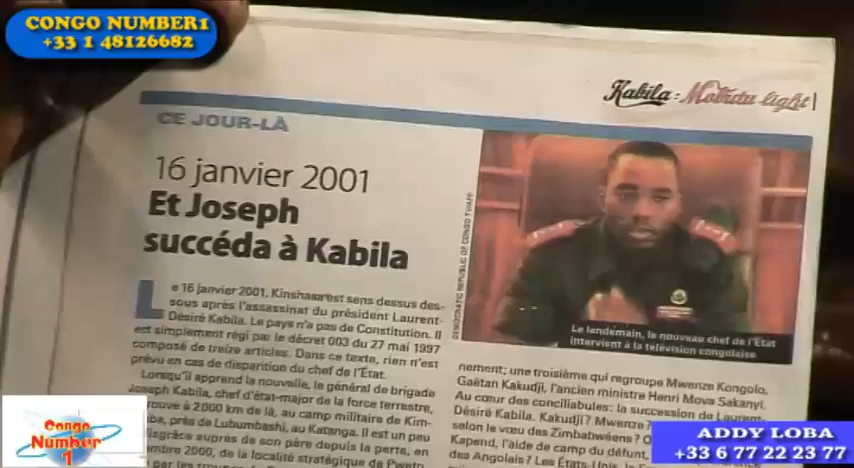 CONGO NUMBER1
+33 1 48126682
Kabila : Mobutu light
CE JOUR-LÀ
16 janvier 2001
Et Joseph
succéda à Kabila
Le 16 janvier 2001, Kinshasa est sens dessus des-
sous après l'assassinat du président Laurent-
Désiré Kabila. Le pays n'a pas de Constitution. Il
est simplement régi par le décret 003 du 27 mai 1997
composé de treize articles. Dans ce texte, rien n'est
prévu en cas de disparition du chef de l'État.
Lorsqu'il apprend la nouvelle, le général de brigade
Joseph Kabila, chef d'état-major de la force terrestre,
trouve à 2000 km de là, au camp militaire de Kim-
près de Lubumbashi, au Katanga. Il est un peu
disgrâce auprès de son père depuis la perte, en
2000, de la localité stratégique de
par les
DEMOCRATIC REPUBLIC OF CONGO TV/AFP
Le lendemain, le nouveau chef de l'État
intervient à la télévision congolaise.
nement; une troisième qui regroupe Mwenze Kongolo,
Gaëtan Kakudji, l'ancien ministre Henri Mova Sakanyi.
Au cœur des conciliabules: la succession de Laurent-
Désiré Kabila. Kakudji? Mwenze?
selon le vœu des Zimbabwéens?
Kapend, l'aide de camp du défunt,
des Angolais? Les États-Unis, la
Congo
Number
1
ADDY LOBA
+33 6 77 22 23 77